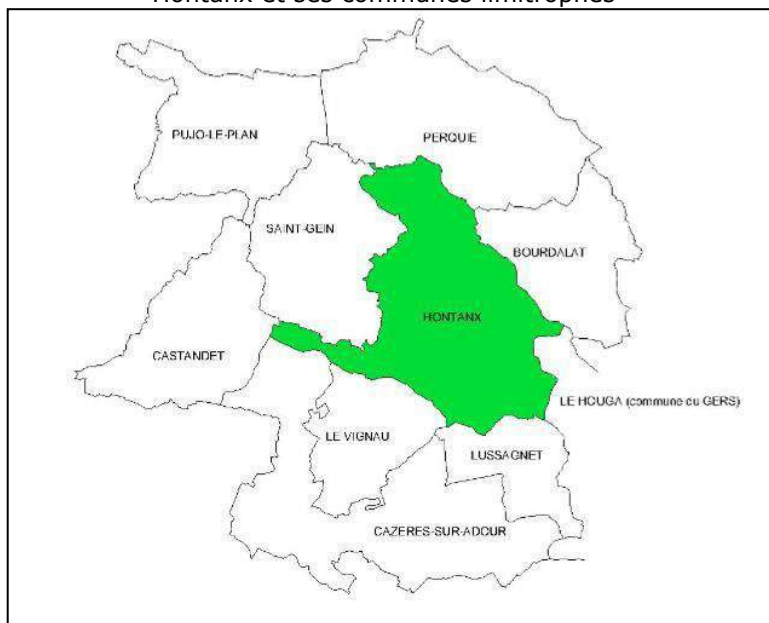 Hontanx et ses communes limitrophes
PUJO-LE-PLAN
PERQUIE
SAINT-GEIN
BOURDALAT
HONTANX
CASTANDET
LE HOUGA (commune du GERS)
LE VIGNAU
LUSSAGNET
CAZERES-SUR-ADOUR